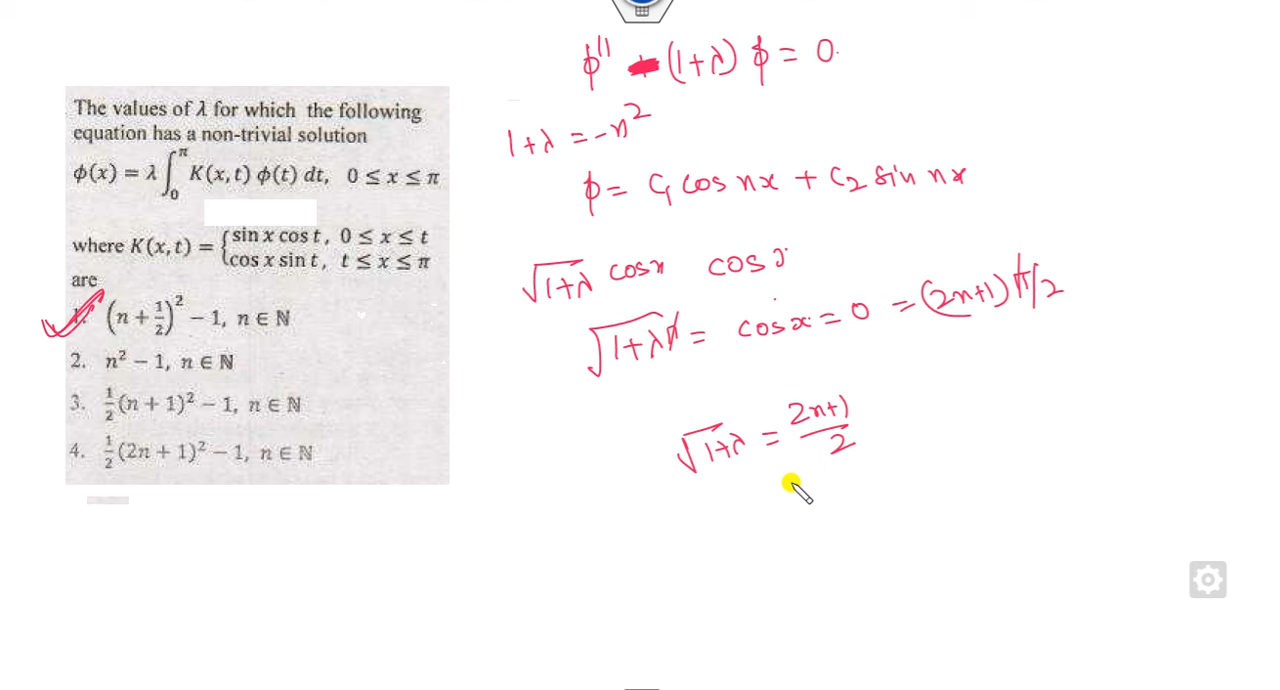 The values of λ for which the following
equation has a non-trivial solution
ϕ(x) = λ ∫₀^π K(x, t) ϕ(t) dt, 0 ≤ x ≤ π
where K(x, t) = { sin x cos t, 0 ≤ x ≤ t
cos x sin t, t ≤ x ≤ π
are
1. (n + 1/2)² − 1, n ∈ ℕ
2. n² − 1, n ∈ ℕ
3. 1/2 (n + 1)² − 1, n ∈ ℕ
4. 1/2 (2n + 1)² − 1, n ∈ ℕ
ϕ'' - (1+λ) ϕ = 0.
1+λ = -n²
ϕ = C₁ cos nx + C₂ sin nx
√1+λ cosx cosx
√1+λ π = cosx = 0 = (2n+1) π/2
√1+λ = 2n+1/2